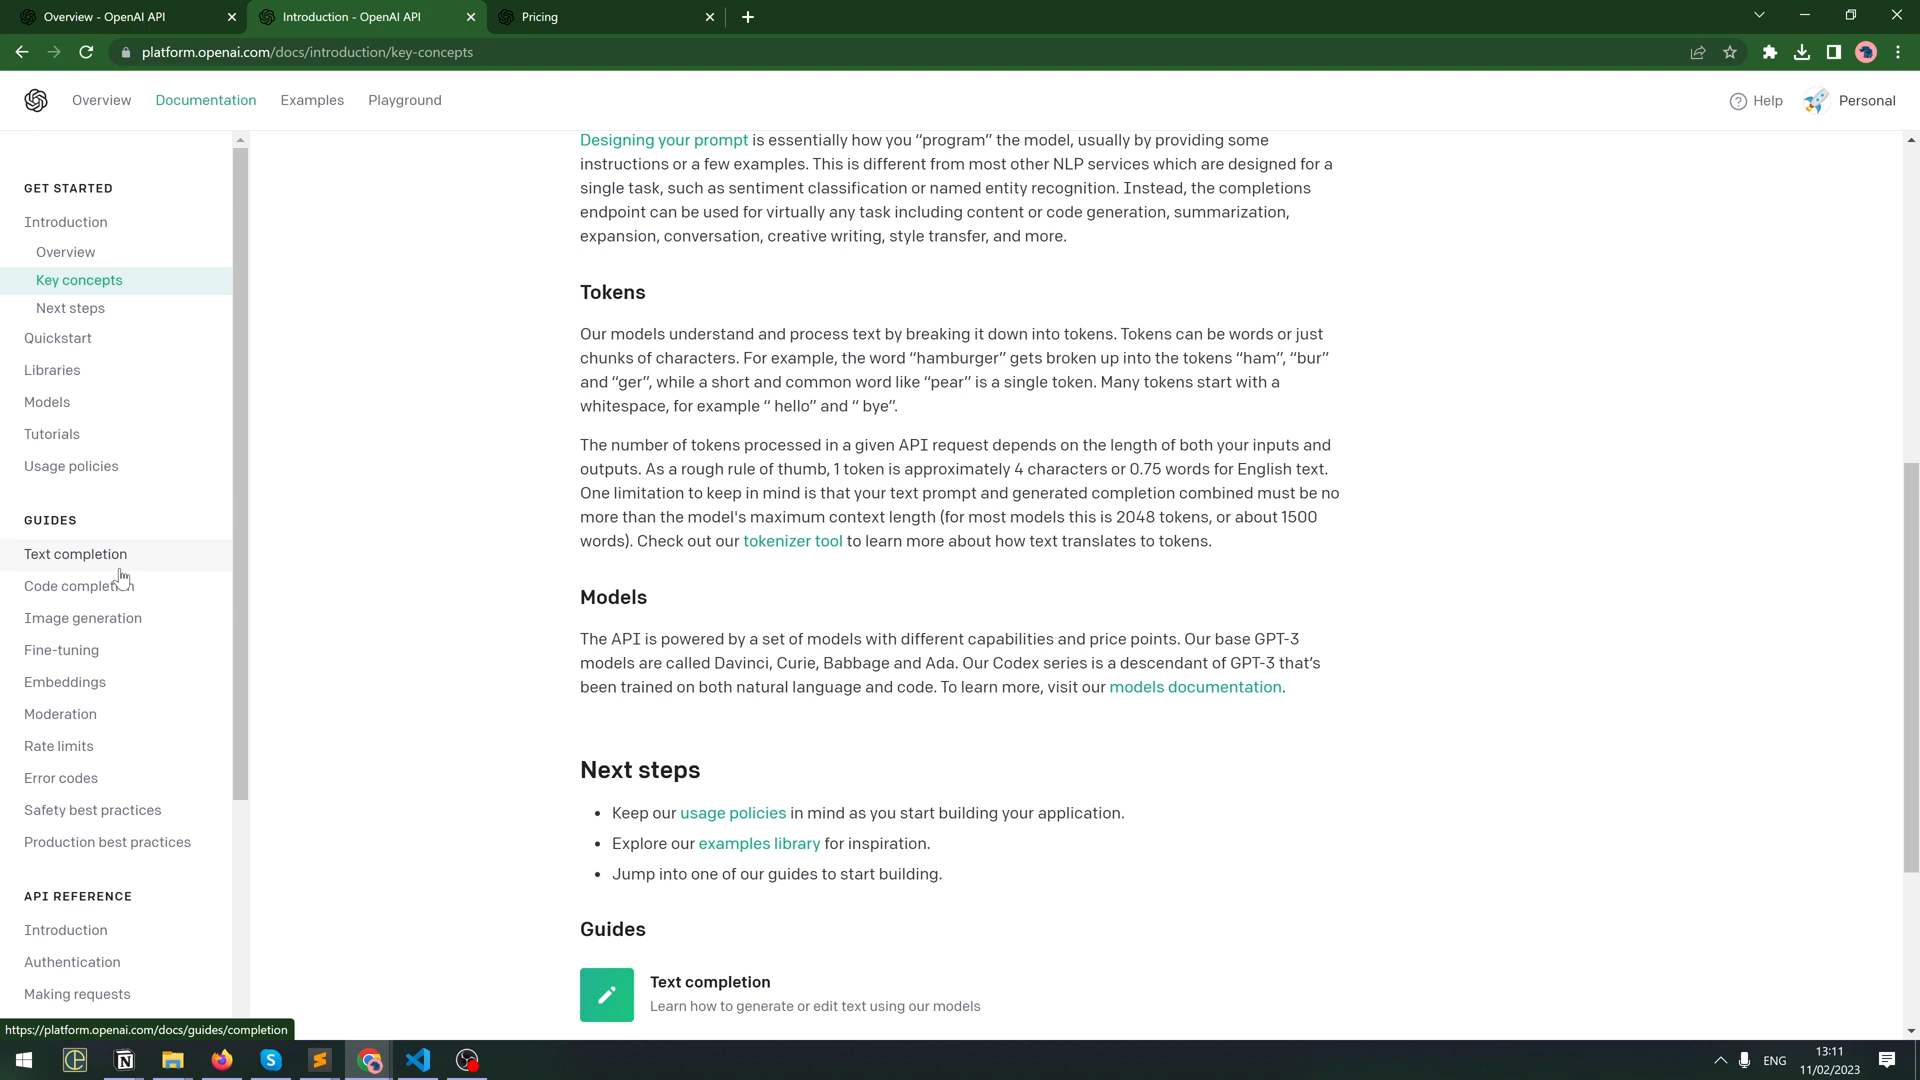 Overview - OpenAI API
Introduction - OpenAI API
Pricing
platform.openai.com/docs/introduction/key-concepts
Overview
Documentation
Examples
Playground
Help
Personal
GET STARTED
Introduction
Overview
Key concepts
Next steps
Quickstart
Libraries
Models
Tutorials
Usage policies
GUIDES
Text completion
Code completion
Image generation
Fine-tuning
Embeddings
Moderation
Rate limits
Error codes
Safety best practices
Production best practices
API REFERENCE
Introduction
Authentication
Making requests
Designing your prompt is essentially how you “program” the model, usually by providing some
instructions or a few examples. This is different from most other NLP services which are designed for a
single task, such as sentiment classification or named entity recognition. Instead, the completions
endpoint can be used for virtually any task including content or code generation, summarization,
expansion, conversation, creative writing, style transfer, and more.
Tokens
Our models understand and process text by breaking it down into tokens. Tokens can be words or just
chunks of characters. For example, the word “hamburger” gets broken up into the tokens “ham”, “bur”
and “ger”, while a short and common word like “pear” is a single token. Many tokens start with a
whitespace, for example “ hello” and “ bye”.
The number of tokens processed in a given API request depends on the length of both your inputs and
outputs. As a rough rule of thumb, 1 token is approximately 4 characters or 0.75 words for English text.
One limitation to keep in mind is that your text prompt and generated completion combined must be no
more than the model's maximum context length (for most models this is 2048 tokens, or about 1500
words). Check out our tokenizer tool to learn more about how text translates to tokens.
Models
The API is powered by a set of models with different capabilities and price points. Our base GPT-3
models are called Davinci, Curie, Babbage and Ada. Our Codex series is a descendant of GPT-3 that’s
been trained on both natural language and code. To learn more, visit our models documentation.
Next steps
• Keep our usage policies in mind as you start building your application.
• Explore our examples library for inspiration.
• Jump into one of our guides to start building.
Guides
Text completion
Learn how to generate or edit text using our models
https://platform.openai.com/docs/guides/completion
ENG
13:11
11/02/2023